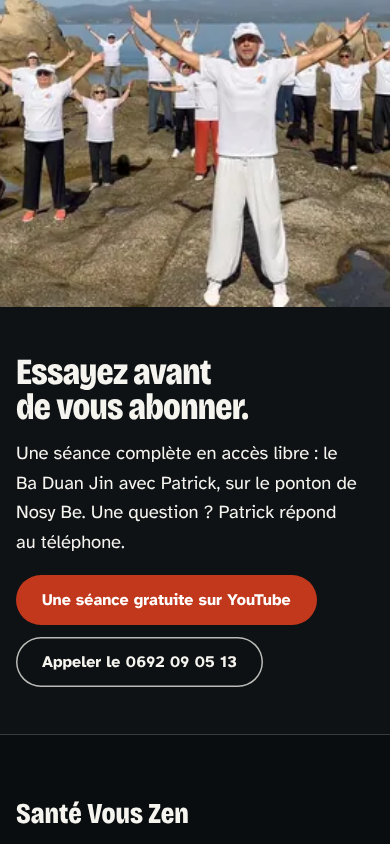 Essayez avant
de vous abonner.
Une séance complète en accès libre : le
Ba Duan Jin avec Patrick, sur le ponton de
Nosy Be. Une question ? Patrick répond
au téléphone.
Une séance gratuite sur YouTube
Appeler le 0692 09 05 13
Santé Vous Zen